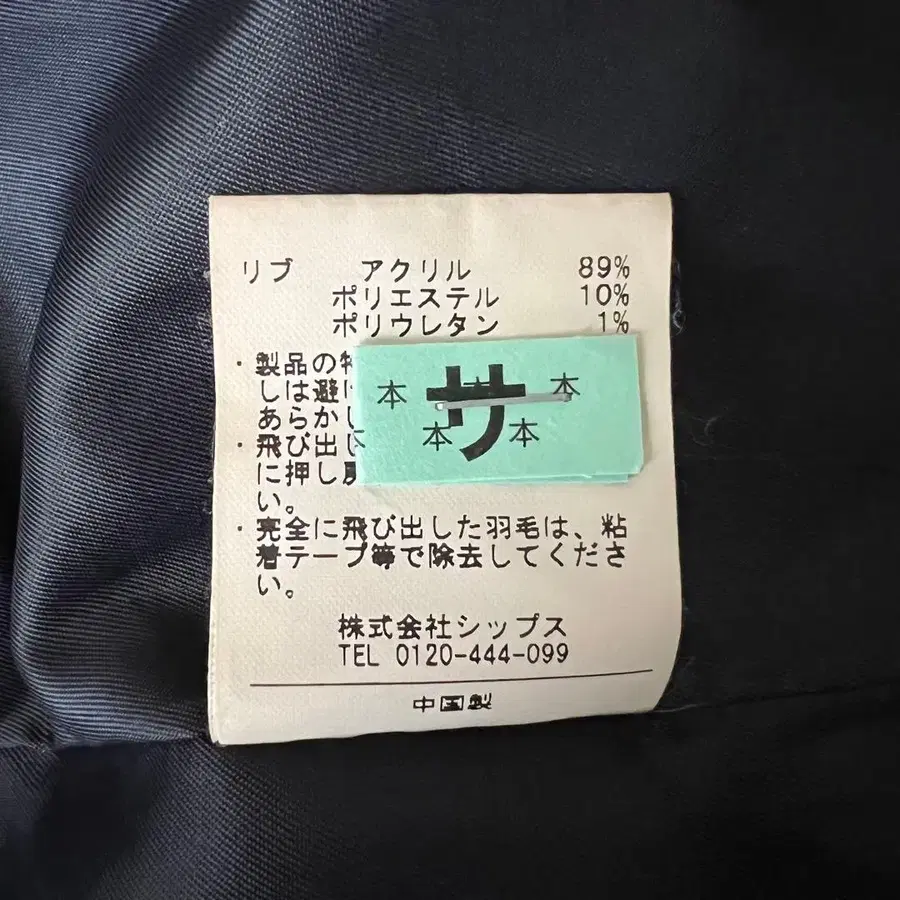 リブ アクリル 89%
ポリエステル 10%
ポリウレタン 1%
・製品の特
しは避け
あらかじ
・飛び出し
に押し戻
い。
・完全に飛び出した羽毛は、粘
着テープ等で除去してくださ
い。
本 サ 本
本 本
株式会社シップス
TEL 0120-444-099
中国製